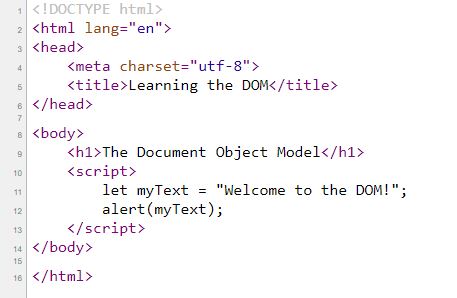 1 <!DOCTYPE html>
2 <html lang="en">
3 <head>
4     <meta charset="utf-8">
5     <title>Learning the DOM</title>
6 </head>
7
8 <body>
9     <h1>The Document Object Model</h1>
10     <script>
11         let myText = "Welcome to the DOM!";
12         alert(myText);
13     </script>
14 </body>
15
16 </html>